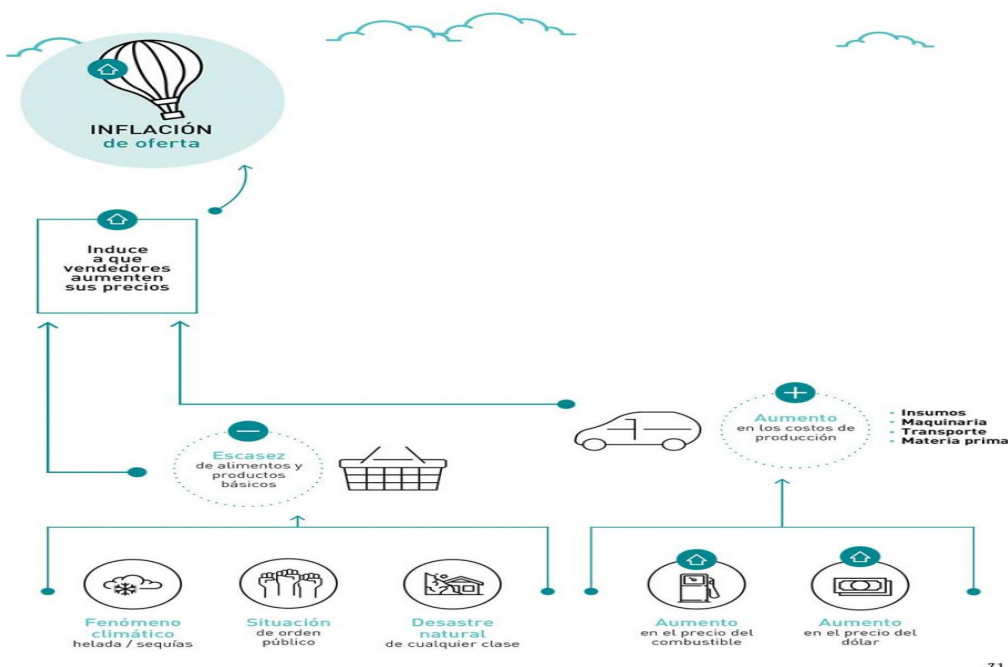 INFLACIÓN
de oferta
Induce
a que
vendedores
aumenten
sus precios
Escasez
de alimentos y
productos
básicos
Aumento
en los costos de
producción
- Insumos
- Maquinaria
- Transporte
- Materia prima
Fenómeno
climático
helada / sequías
Situación
de orden
público
Desastre
natural
de cualquier clase
Aumento
en el precio del
combustible
Aumento
en el precio del
dólar